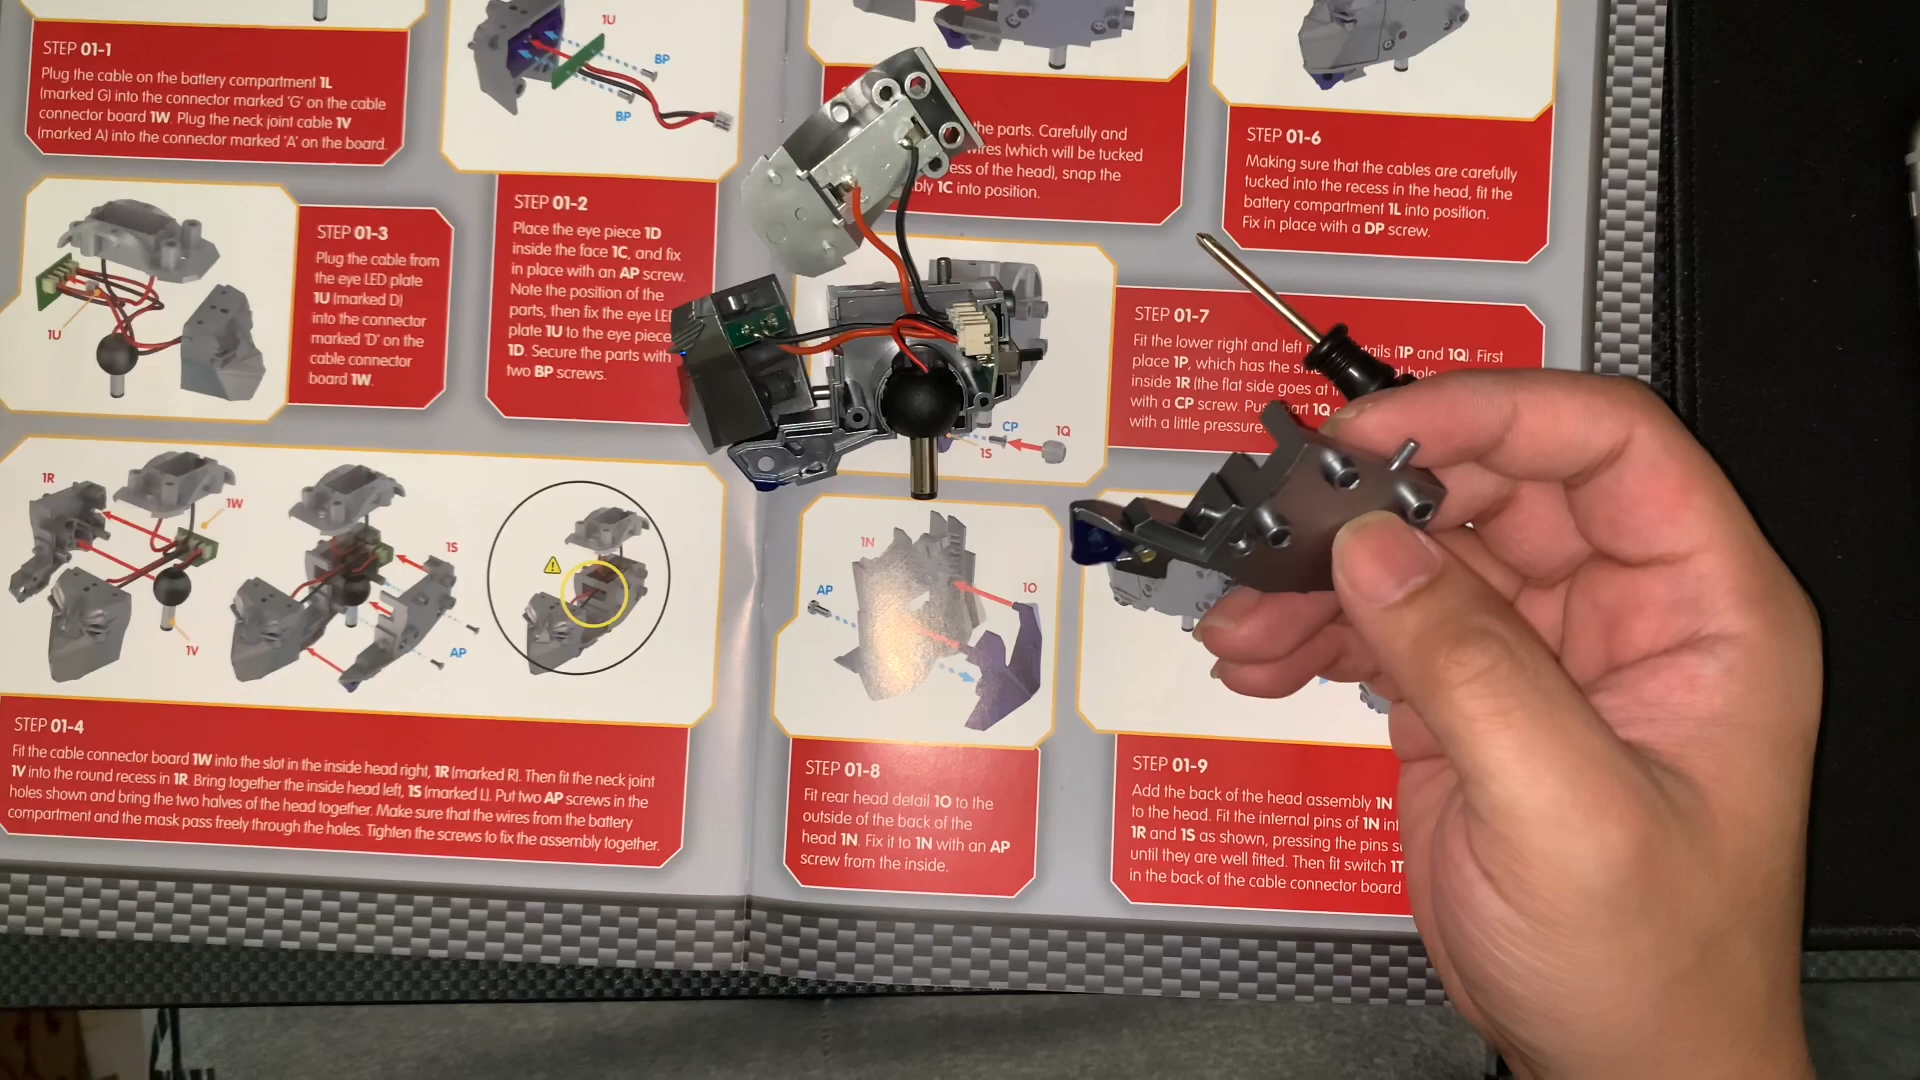 STEP 01-1
Plug the cable on the battery compartment 1L
(marked G) into the connector marked 'G' on the cable
connector board 1W. Plug the neck joint cable 1V
(marked A) into the connector marked 'A' on the board.
1U
BP
BP
STEP 01-2
Place the eye piece 1D
inside the face 1C, and fix
in place with an AP screw.
Note the position of the
parts, then fix the eye LE
plate 1U to the eye piece
1D. Secure the parts with
two BP screws.
1U
STEP 01-3
Plug the cable from
the eye LED plate
1U (marked D)
into the connector
marked 'D' on the
cable connector
board 1W.
1R
1W
1S
1V
AP
STEP 01-4
Fit the cable connector board 1W into the slot in the inside head right, 1R (marked R). Then fit the neck joint
1V into the round recess in 1R. Bring together the inside head left, 1S (marked L). Put two AP screws in the
holes shown and bring the two halves of the head together. Make sure that the wires from the battery
compartment and the mask pass freely through the holes. Tighten the screws to fix the assembly together.
the parts. Carefully and
(which will be tucked
of the head), snap the
1C into position.
STEP 01-6
Making sure that the cables are carefully
tucked into the recess in the head, fit the
battery compartment 1L into position.
Fix in place with a DP screw.
CP
1Q
1S
STEP 01-7
Fit the lower right and left (1P and 1Q). First
place 1P, which has the hole
inside 1R (the flat side goes at
with a CP screw. 1Q
with a little pressure.
1N
AP
1O
STEP 01-8
Fit rear head detail 1O to the
outside of the back of the
head 1N. Fix it to 1N with an AP
screw from the inside.
STEP 01-9
Add the back of the head assembly 1N
to the head. Fit the internal pins of 1N
1R and 1S as shown, pressing the pins
until they are well fitted. Then fit switch 1T
in the back of the cable connector board